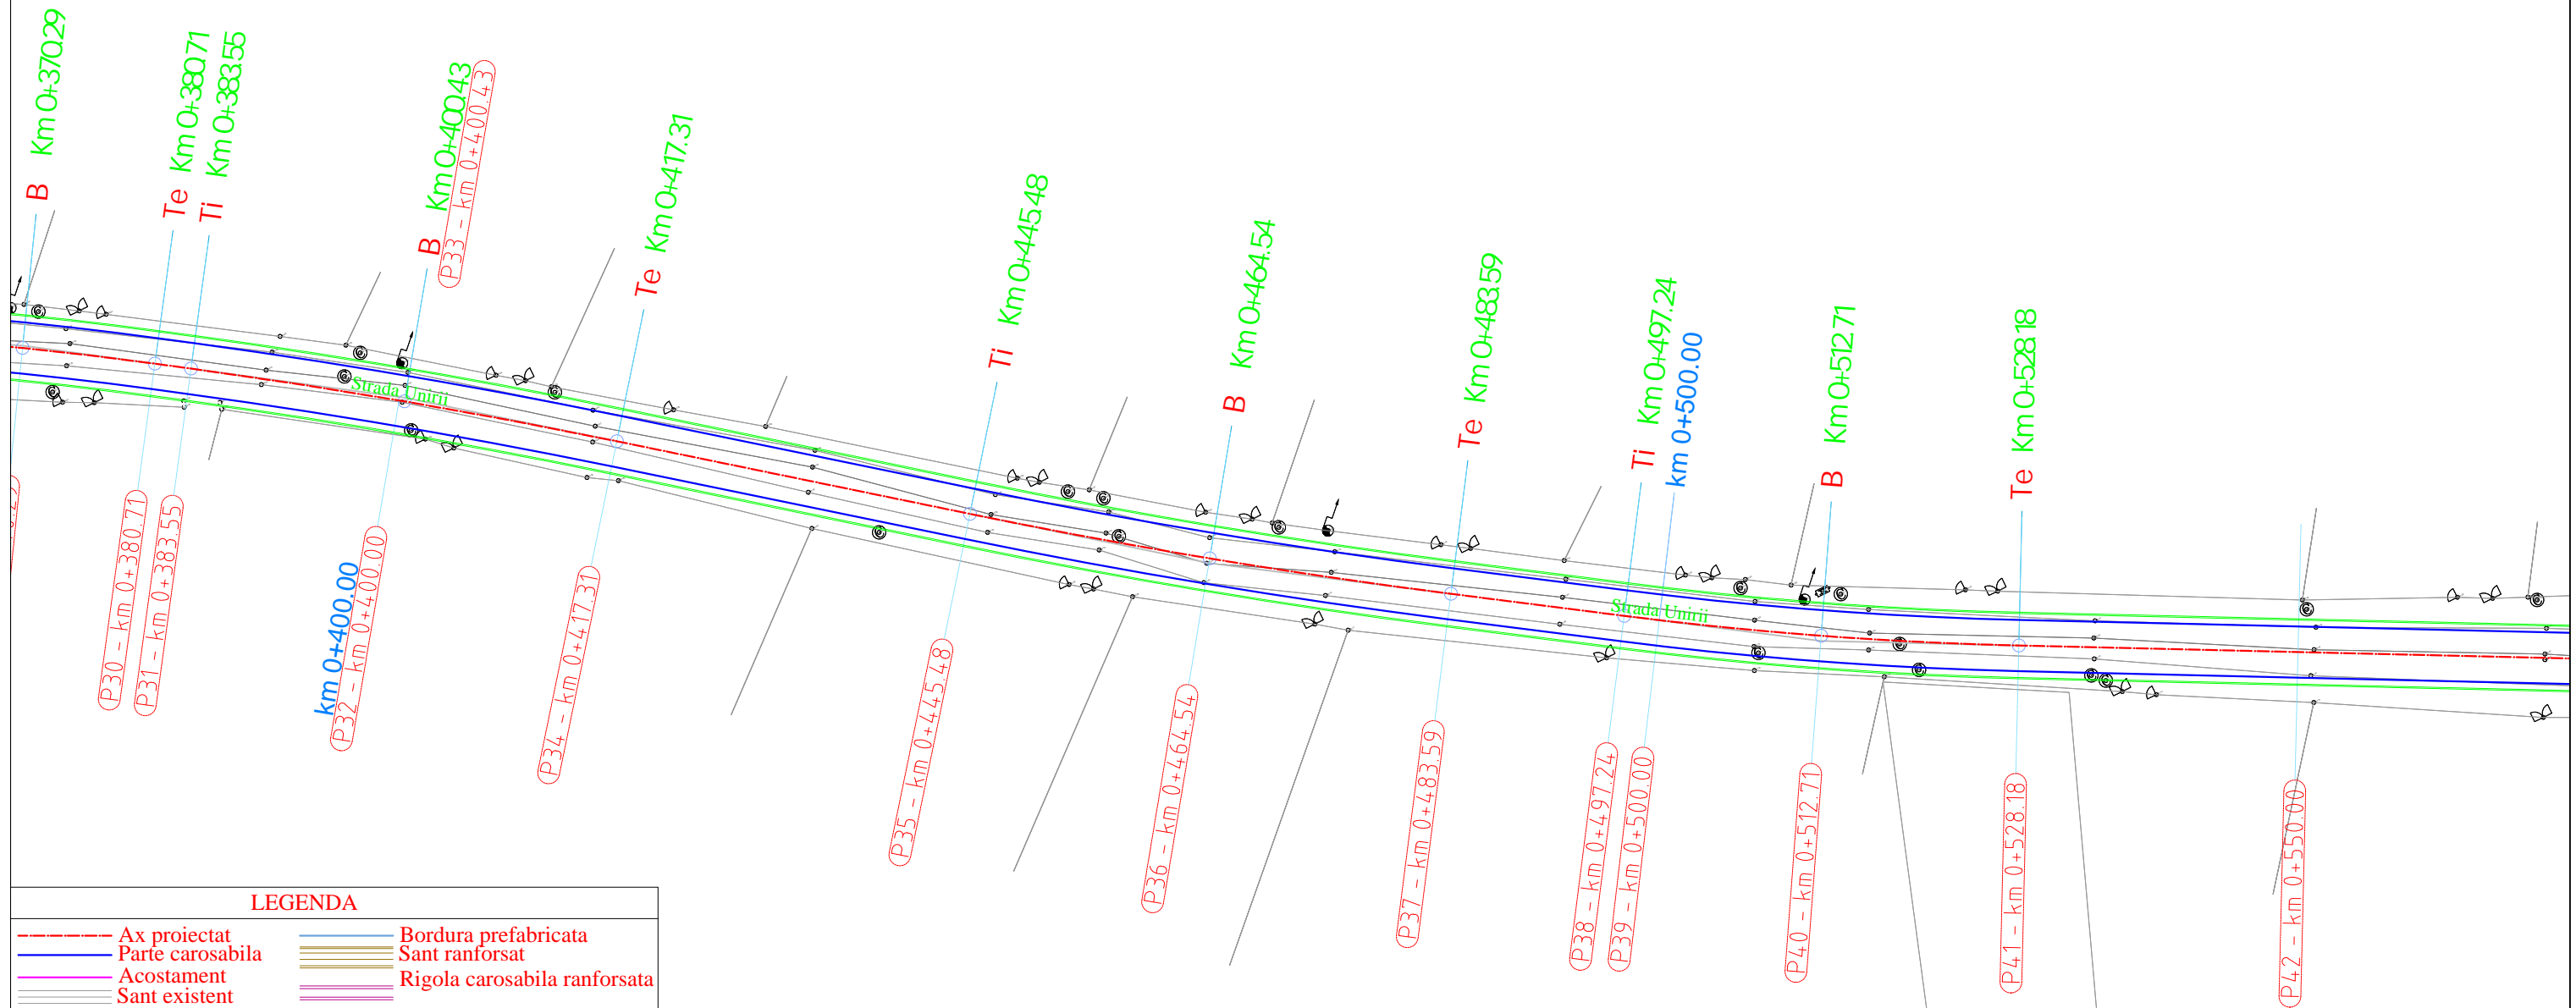 Km 0+370.29
B
Km 0+380.71
Te
Km 0+383.55
Ti
Km 0+400.43
B
P33 - km 0+400.43
Km 0+417.31
Te
Km 0+445.48
Ti
Km 0+464.54
B
Km 0+483.59
Te
Km 0+497.24
Ti
km 0+500.00
Km 0+512.71
B
Km 0+528.18
Te
Strada Unirii
Strada Unirii
P30 - km 0+380.71
P31 - km 0+383.55
km 0+400.00
P32 - km 0+400.00
P34 - km 0+417.31
P35 - km 0+445.48
P36 - km 0+464.54
P37 - km 0+483.59
P38 - km 0+497.24
P39 - km 0+500.00
P40 - km 0+512.71
P41 - km 0+528.18
P42 - km 0+550.00
LEGENDA
Ax proiectat
Parte carosabila
Acostament
Sant existent
Bordura prefabricata
Sant ranforsat
Rigola carosabila ranforsata